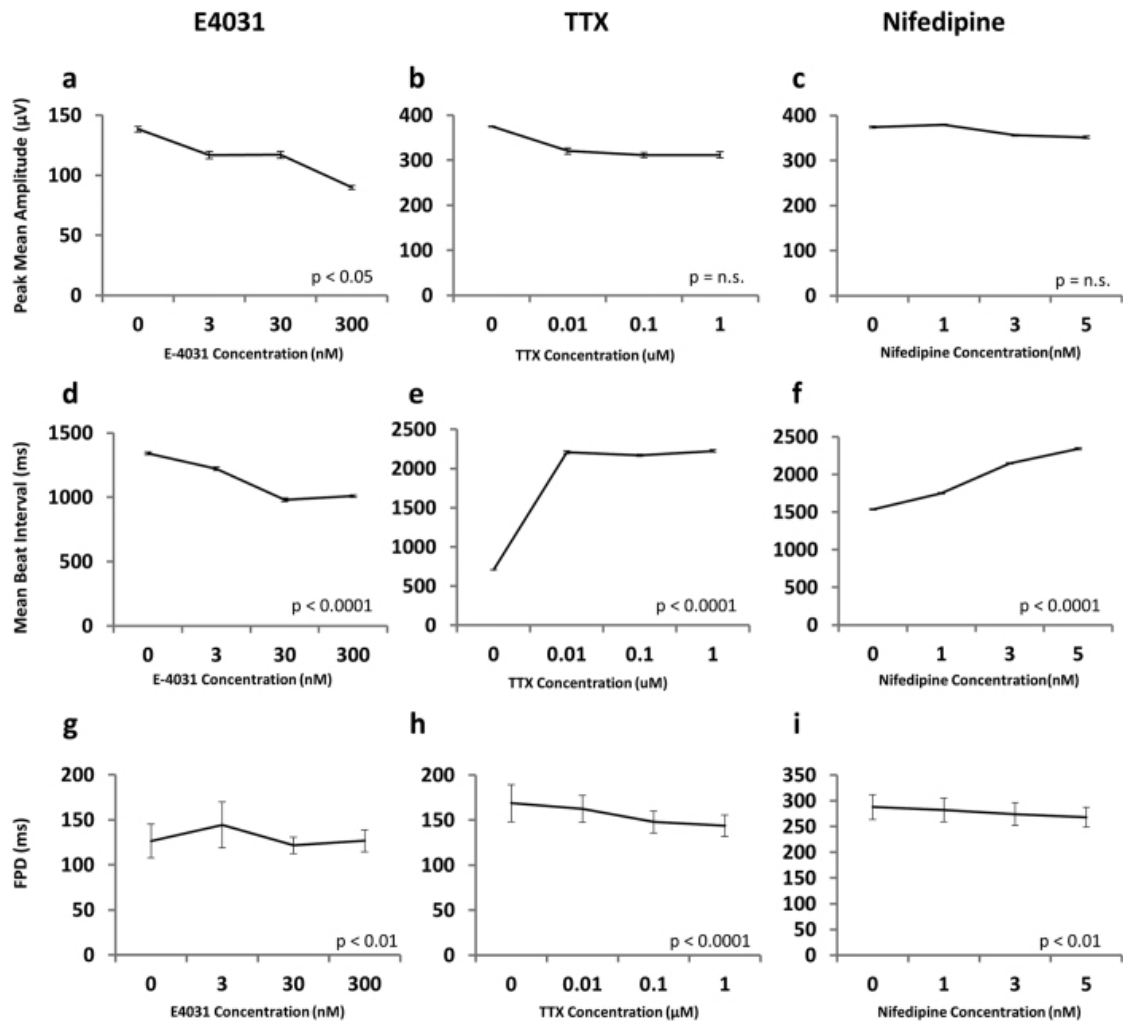 E4031 TTX Nifedipine
a b c
Peak Mean Amplitude (µV)
150
100
50
0
p < 0.05
0 3 30 300
E-4031 Concentration (nM)
400
300
200
100
0
p = n.s.
0 0.01 0.1 1
TTX Concentration (uM)
400
300
200
100
0
p = n.s.
0 1 3 5
Nifedipine Concentration(nM)
d e f
Mean Beat Interval (ms)
1500
1000
500
0
p < 0.0001
0 3 30 300
E-4031 Concentration (nM)
2500
2000
1500
1000
500
0
p < 0.0001
0 0.01 0.1 1
TTX Concentration (uM)
2500
2000
1500
1000
500
0
p < 0.0001
0 1 3 5
Nifedipine Concentration(nM)
g h i
FPD (ms)
200
150
100
50
0
p < 0.01
0 3 30 300
E4031 Concentration (nM)
200
150
100
50
0
p < 0.0001
0 0.01 0.1 1
TTX Concentration (µM)
350
300
250
200
150
100
50
0
p < 0.01
0 1 3 5
Nifedipine Concentration (nM)